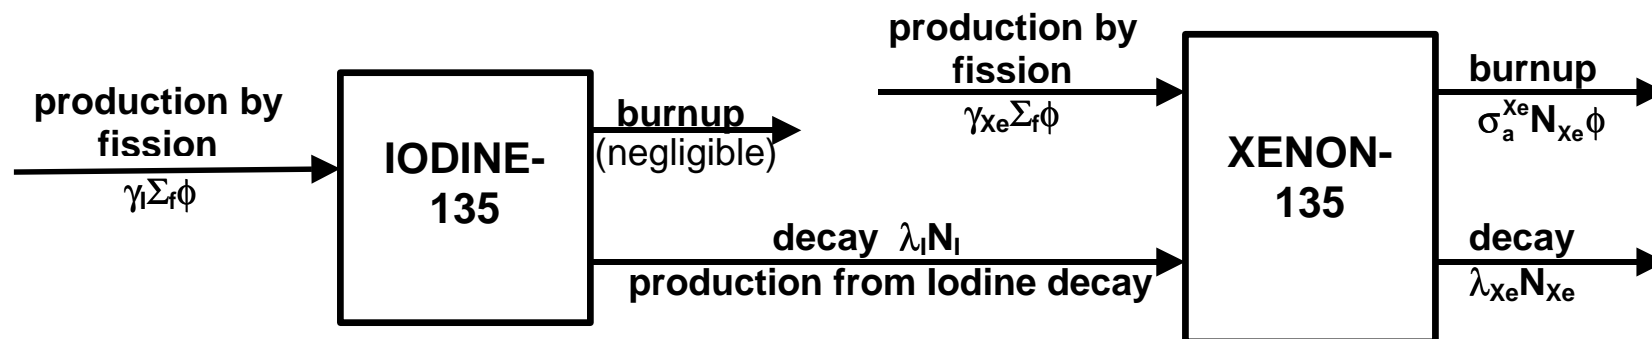 production by
fission
γIΣfϕ
IODINE-
135
burnup
(negligible)
decay λINI
production from Iodine decay
production by
fission
γXeΣfϕ
XENON-
135
burnup
σaXeNXeϕ
decay
λXeNXe